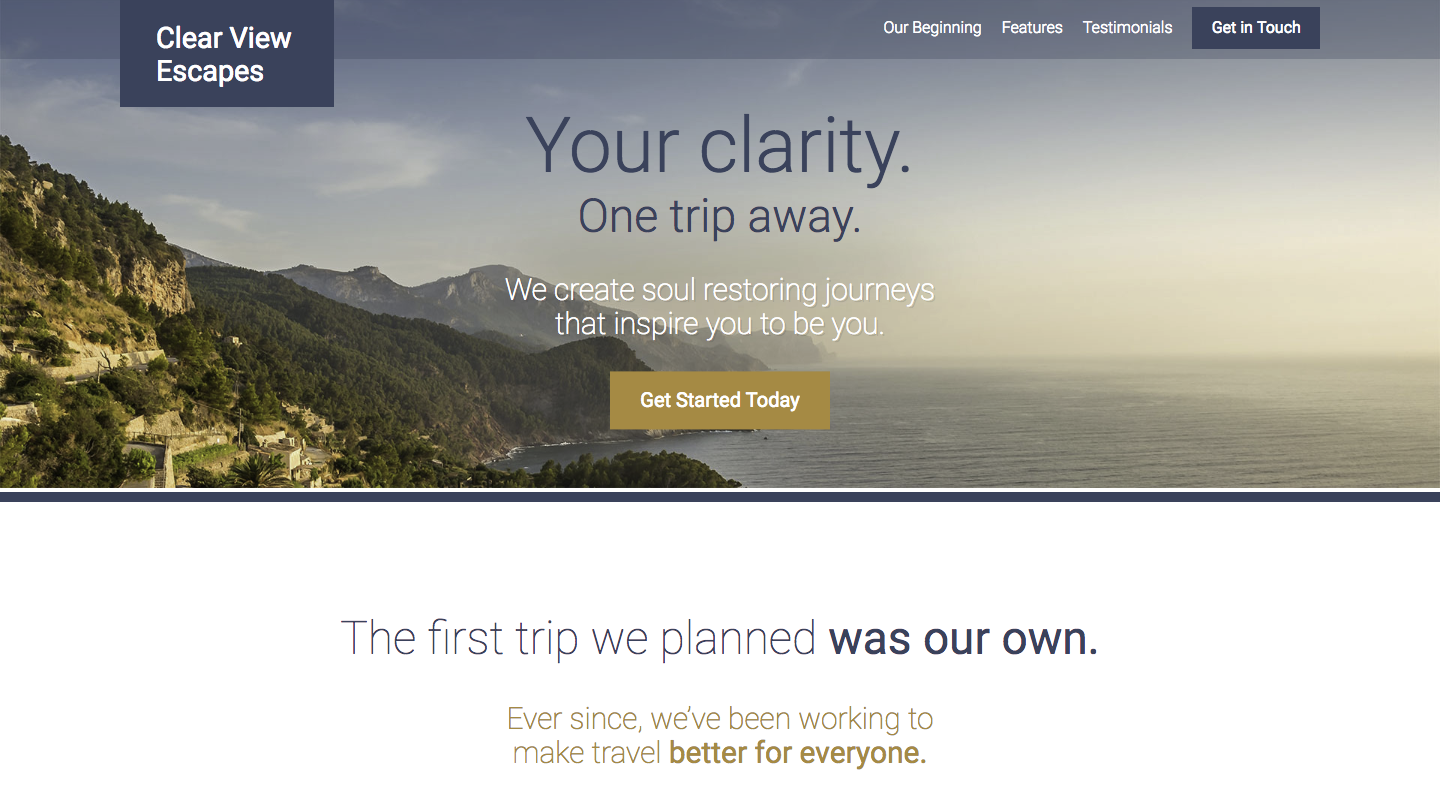 Clear View
Escapes
Our Beginning
Features
Testimonials
Get in Touch
Your clarity.
One trip away.
We create soul restoring journeys
that inspire you to be you.
Get Started Today
The first trip we planned was our own.
Ever since, we’ve been working to
make travel better for everyone.